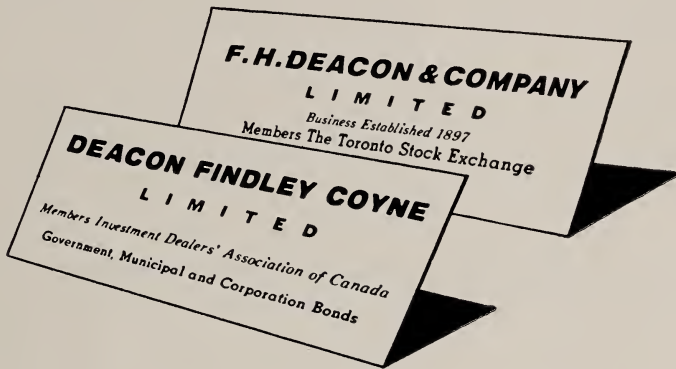 F.H.DEACON & COMPANY
LIMITED
Business Established 1897
Members The Toronto Stock Exchange
DEACON FINDLEY COYNE
LIMITED
Members Investment Dealers' Association of Canada
Government, Municipal and Corporation Bonds